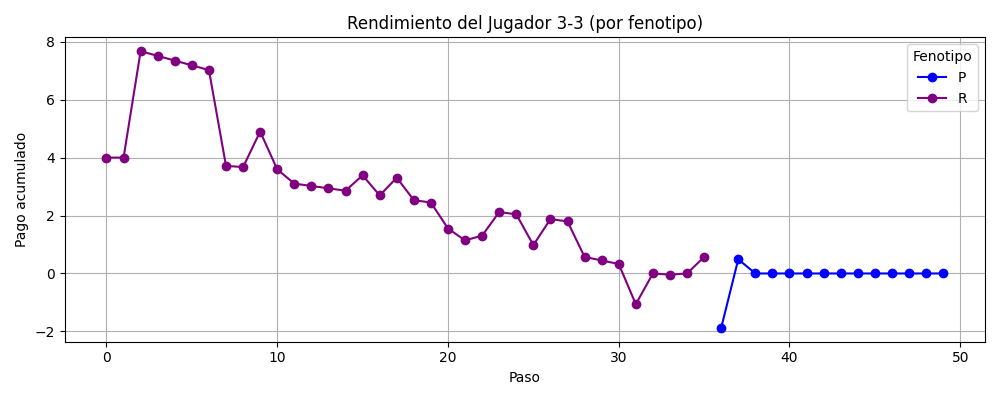 Rendimiento del Jugador 3-3 (por fenotipo)
Pago acumulado
8
6
4
2
0
−2
Fenotipo
P
R
0 10 20 30 40 50
Paso